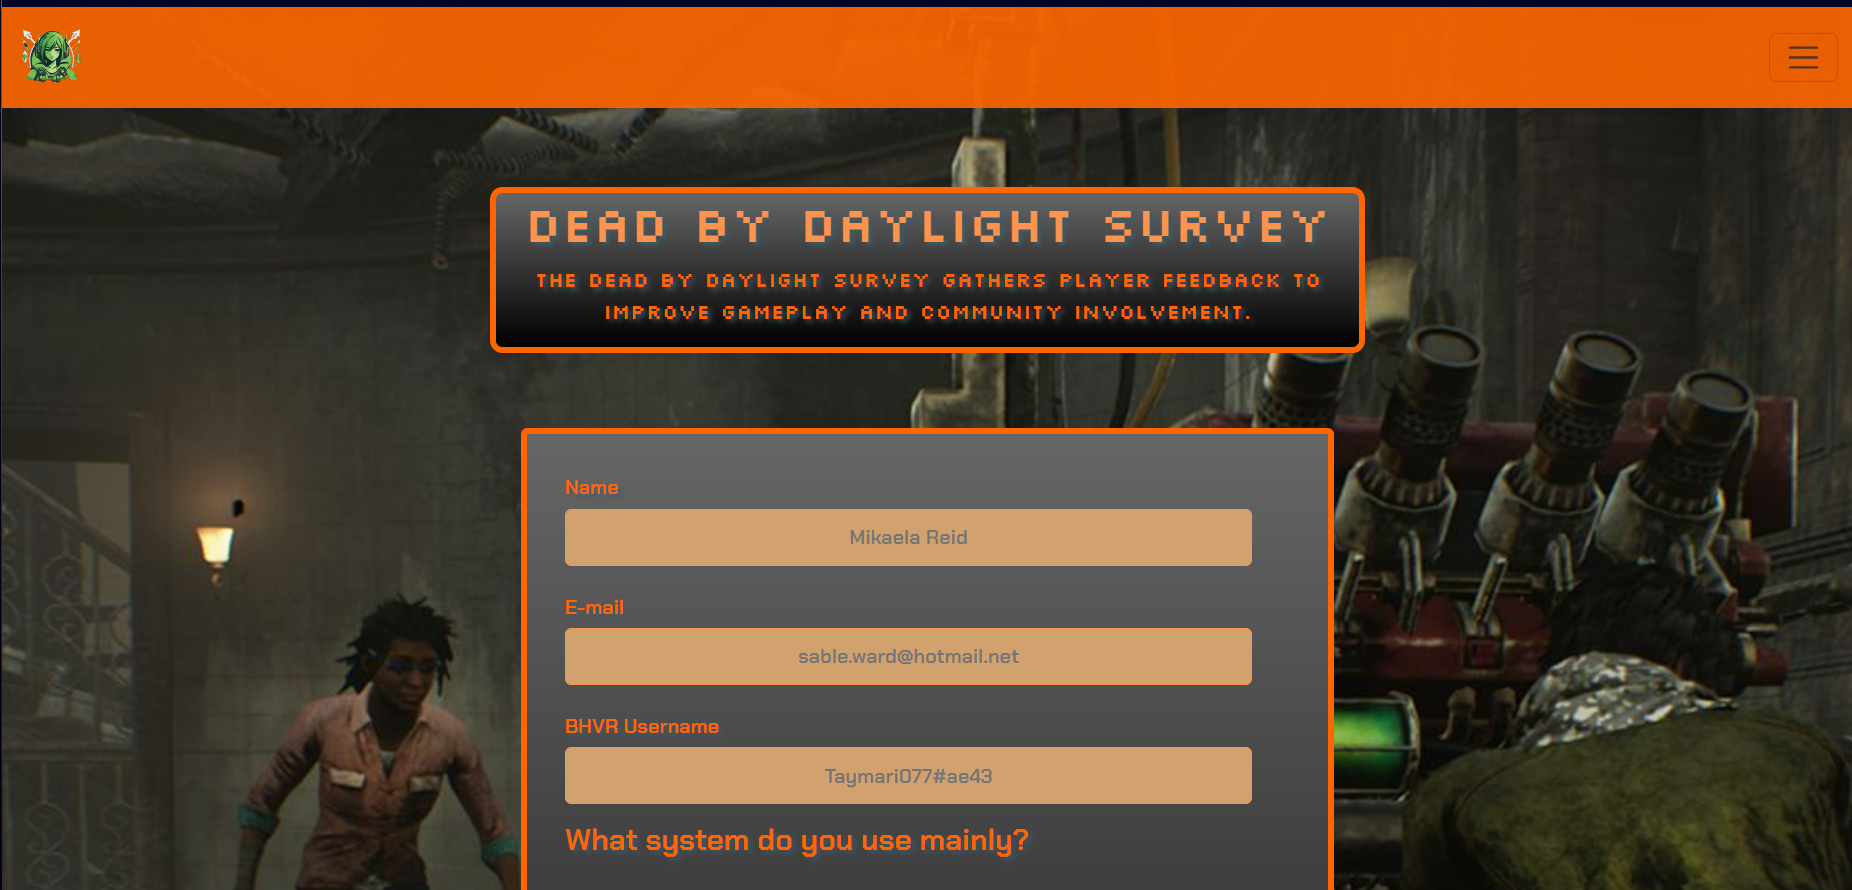 DEAD BY DAYLIGHT SURVEY
THE DEAD BY DAYLIGHT SURVEY GATHERS PLAYER FEEDBACK TO
IMPROVE GAMEPLAY AND COMMUNITY INVOLVEMENT.
Name
Mikaela Reid
E-mail
sable.ward@hotmail.net
BHVR Username
Taymari077#ae43
What system do you use mainly?